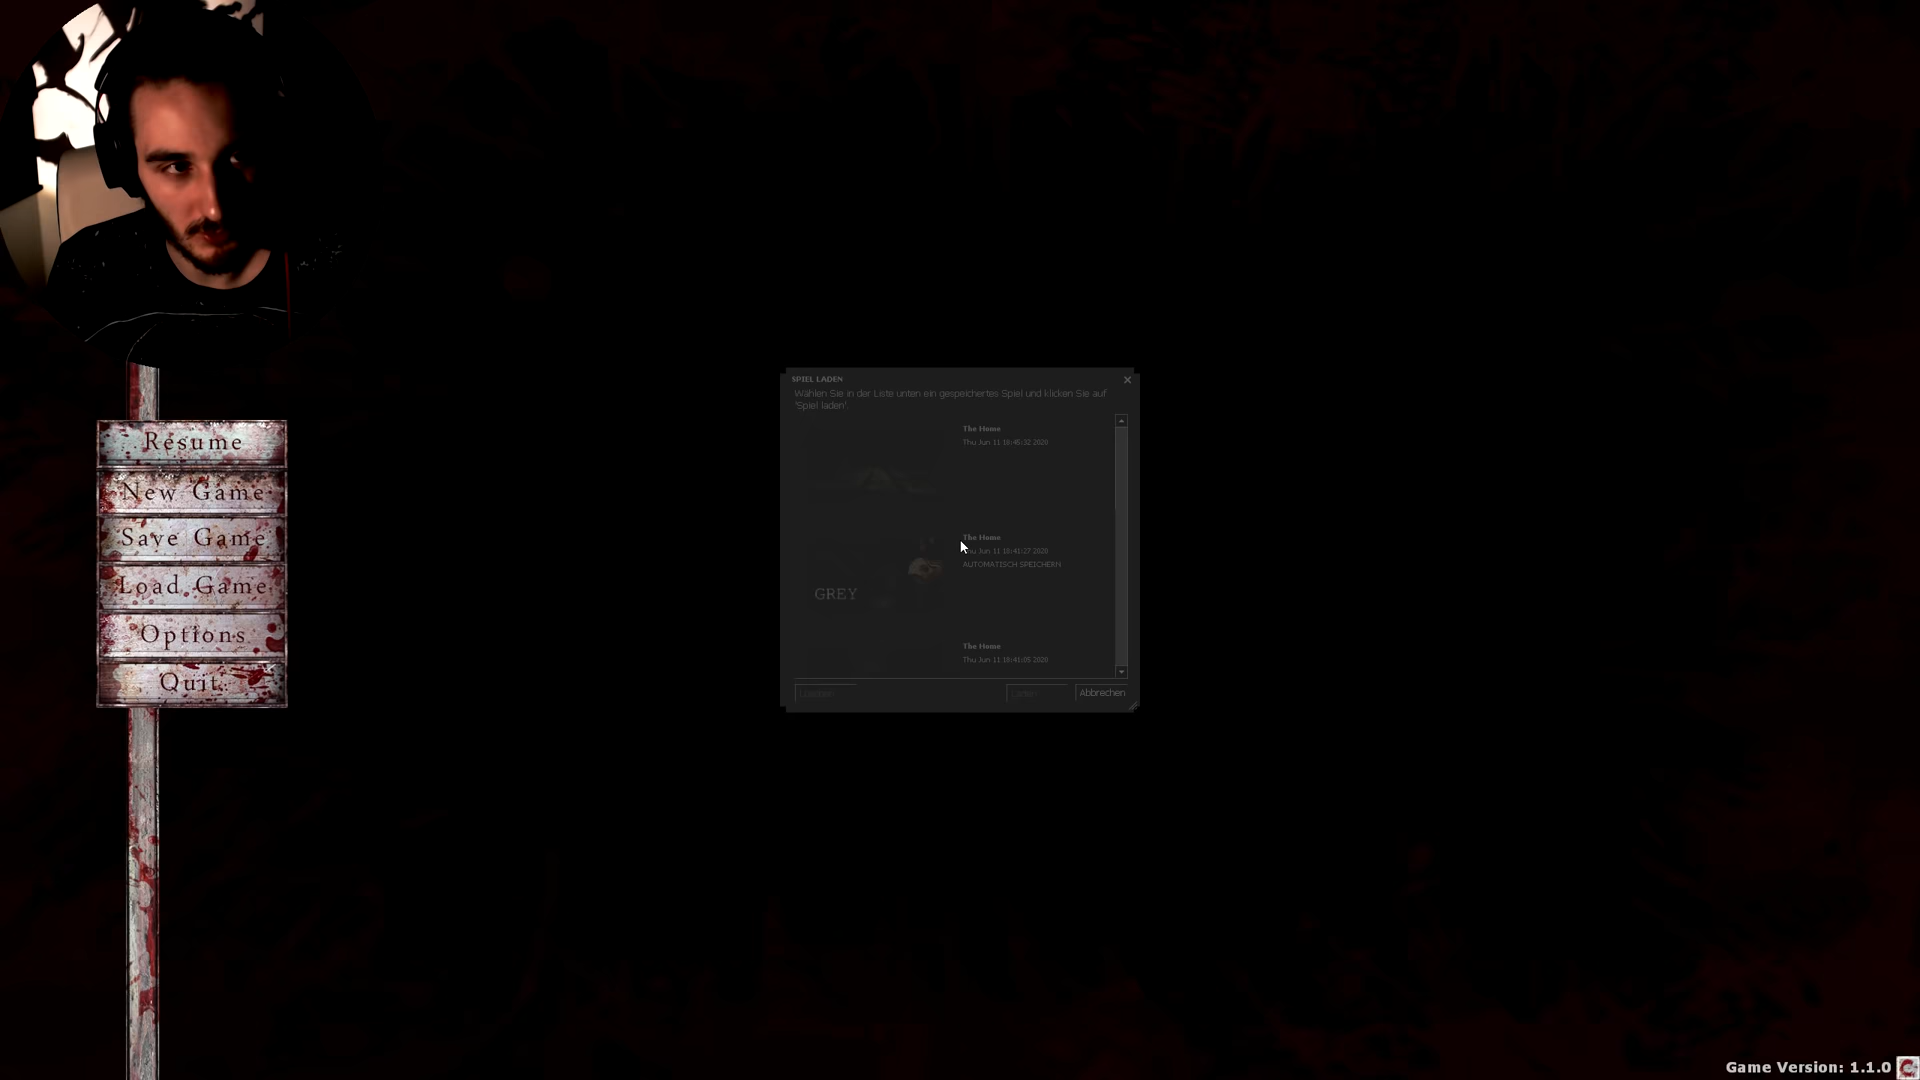 Resume
New Game
Save Game
Load Game
Options
Quit
SPIEL LADEN
Wählen Sie in der Liste unten ein gespeichertes Spiel und klicken Sie auf
'Spiel laden'.
The Home
Thu Jun 11 18:45:32 2020
The Home
Thu Jun 11 18:41:27 2020
AUTOMATISCH SPEICHERN
GREY
The Home
Thu Jun 11 18:41:05 2020
Löschen
Laden
Abbrechen
Game Version: 1.1.0